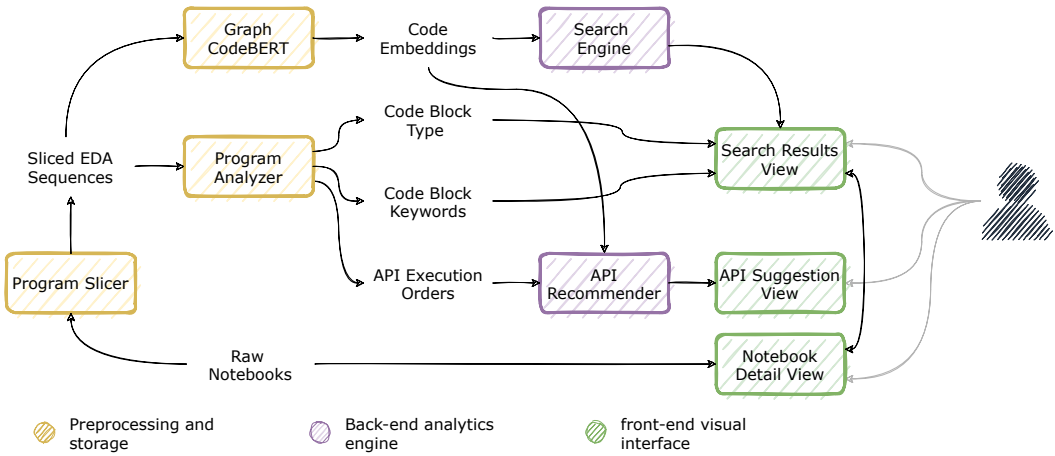 Graph
CodeBERT
Code
Embeddings
Search
Engine
Code Block
Type
Sliced EDA
Sequences
Program
Analyzer
Search Results
View
Code Block
Keywords
Program Slicer
API Execution
Orders
API
Recommender
API Suggestion
View
Raw
Notebooks
Notebook
Detail View
Preprocessing and
storage
Back-end analytics
engine
front-end visual
interface